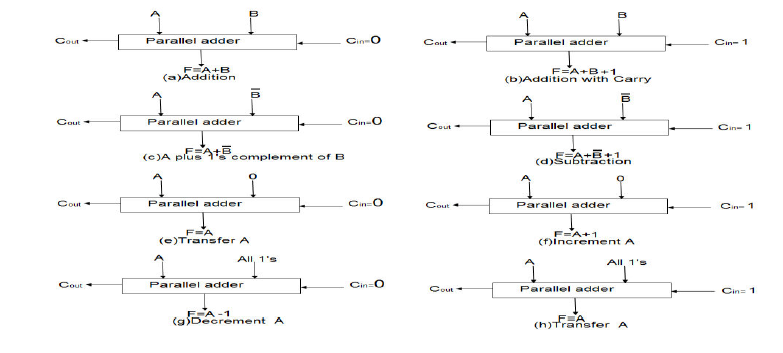 A B
Cout Parallel adder Cin=0
F=A+B
(a)Addition
A B
Cout Parallel adder Cin=1
F=A+B+1
(b)Addition with Carry
A B̅
Cout Parallel adder Cin=0
F=A+B̅
(c)A plus 1's complement of B
A B̅
Cout Parallel adder Cin=1
F=A+B̅+1
(d)Subtraction
A 0
Cout Parallel adder Cin=0
F=A
(e)Transfer A
A 0
Cout Parallel adder Cin=1
F=A+1
(f)Increment A
A All 1's
Cout Parallel adder Cin=0
F=A-1
(g)Decrement A
A All 1's
Cout Parallel adder Cin=1
F=A
(h)Transfer A